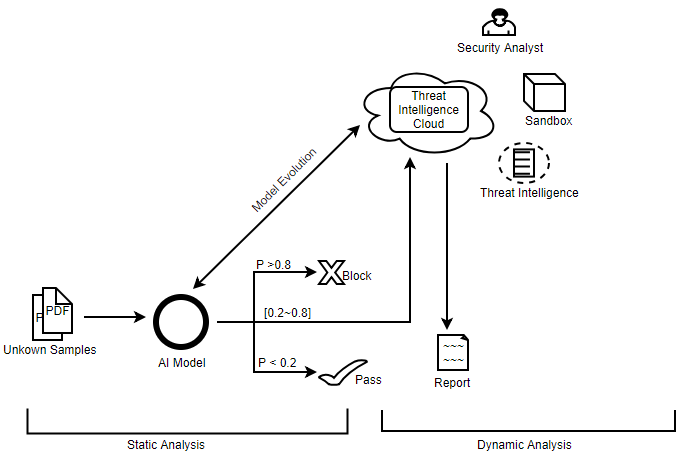 Security Analyst
Threat
Intelligence
Cloud
Sandbox
Threat Intelligence
Model Evolution
P >0.8
Block
[0.2~0.8]
P
PDF
Unkown Samples
AI Model
P < 0.2
Pass
~~~
~~~
Report
Static Analysis
Dynamic Analysis